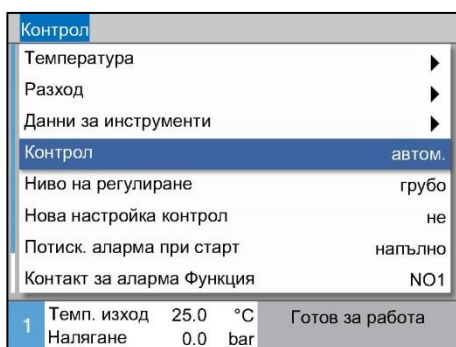 Контрол
Температура
Разход
Данни за инструменти
Контрол автом.
Ниво на регулиране грубо
Нова настройка контрол не
Потиск. аларма при старт напълно
Контакт за аларма Функция NO1
1 Темп. изход 25.0 °C Готов за работа
Налягане 0.0 bar